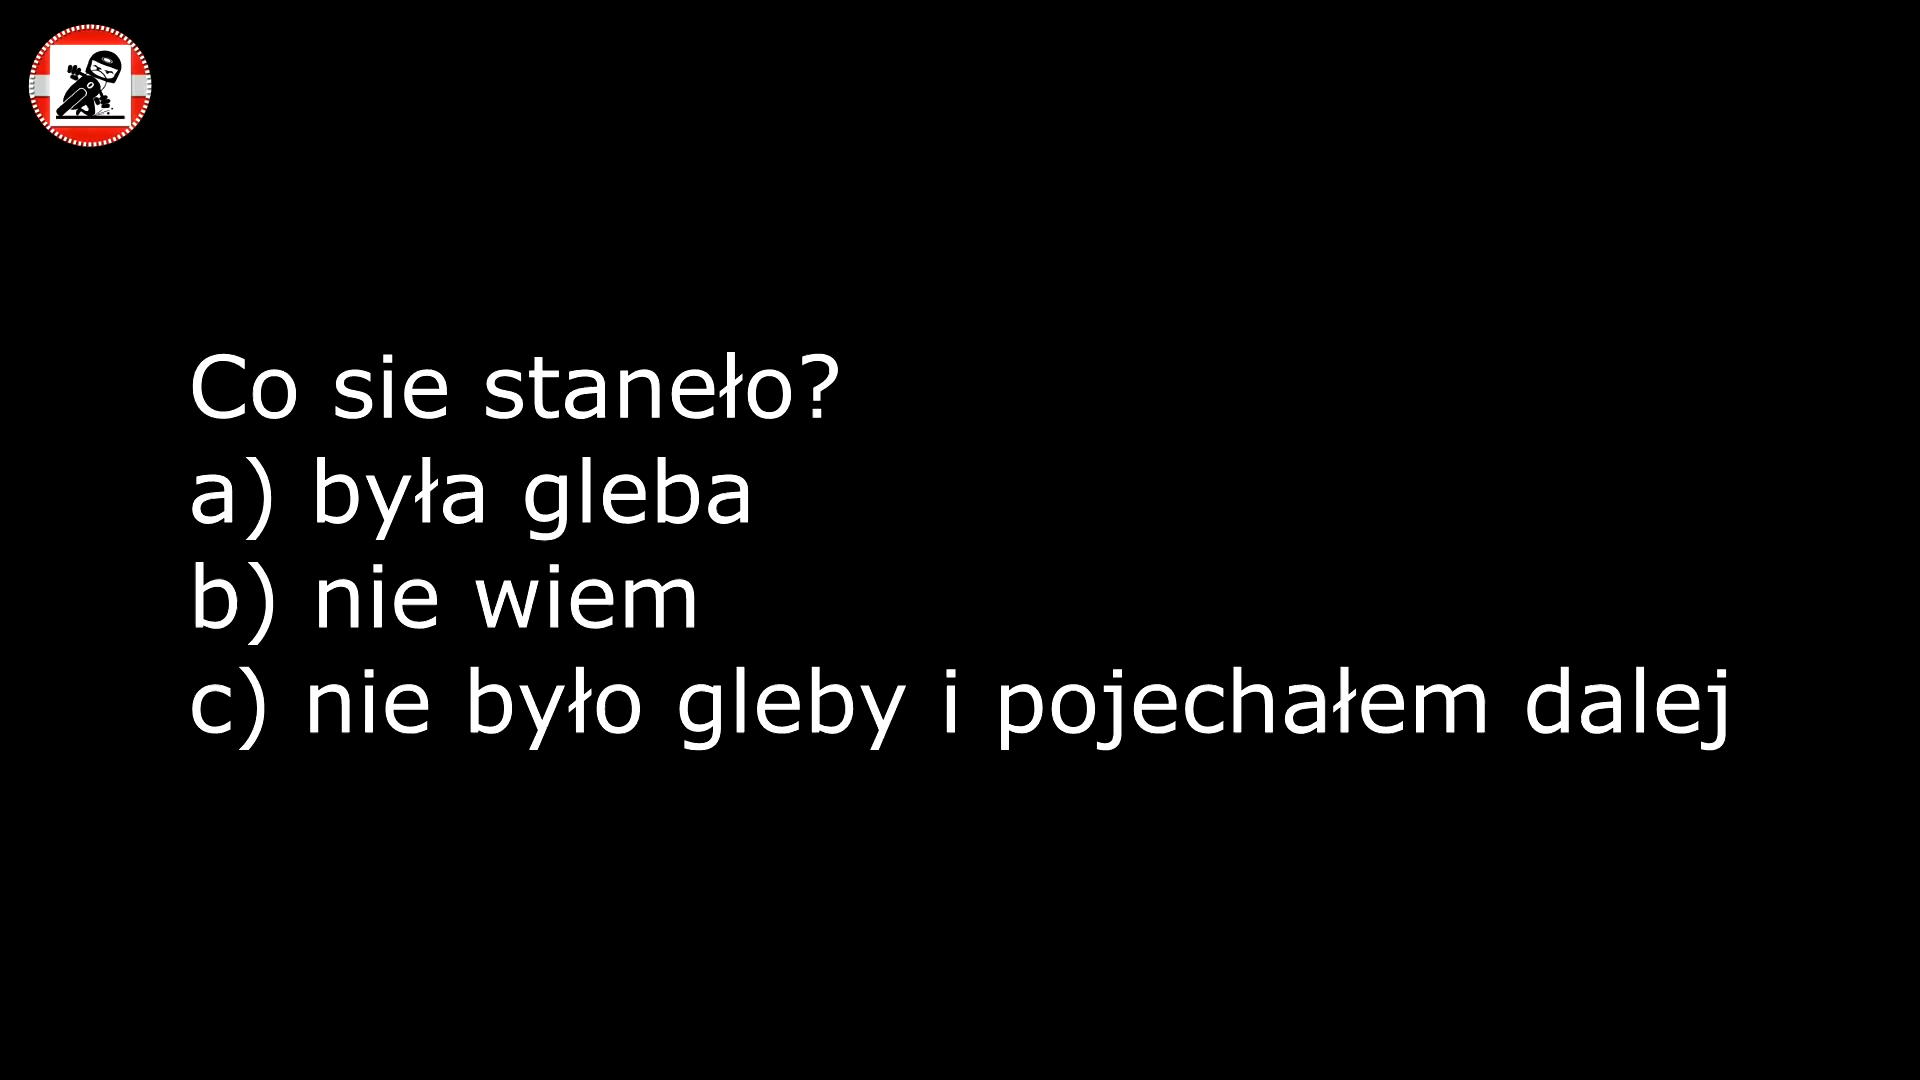 Co sie staneło?
a) była gleba
b) nie wiem
c) nie było gleby i pojechałem dalej